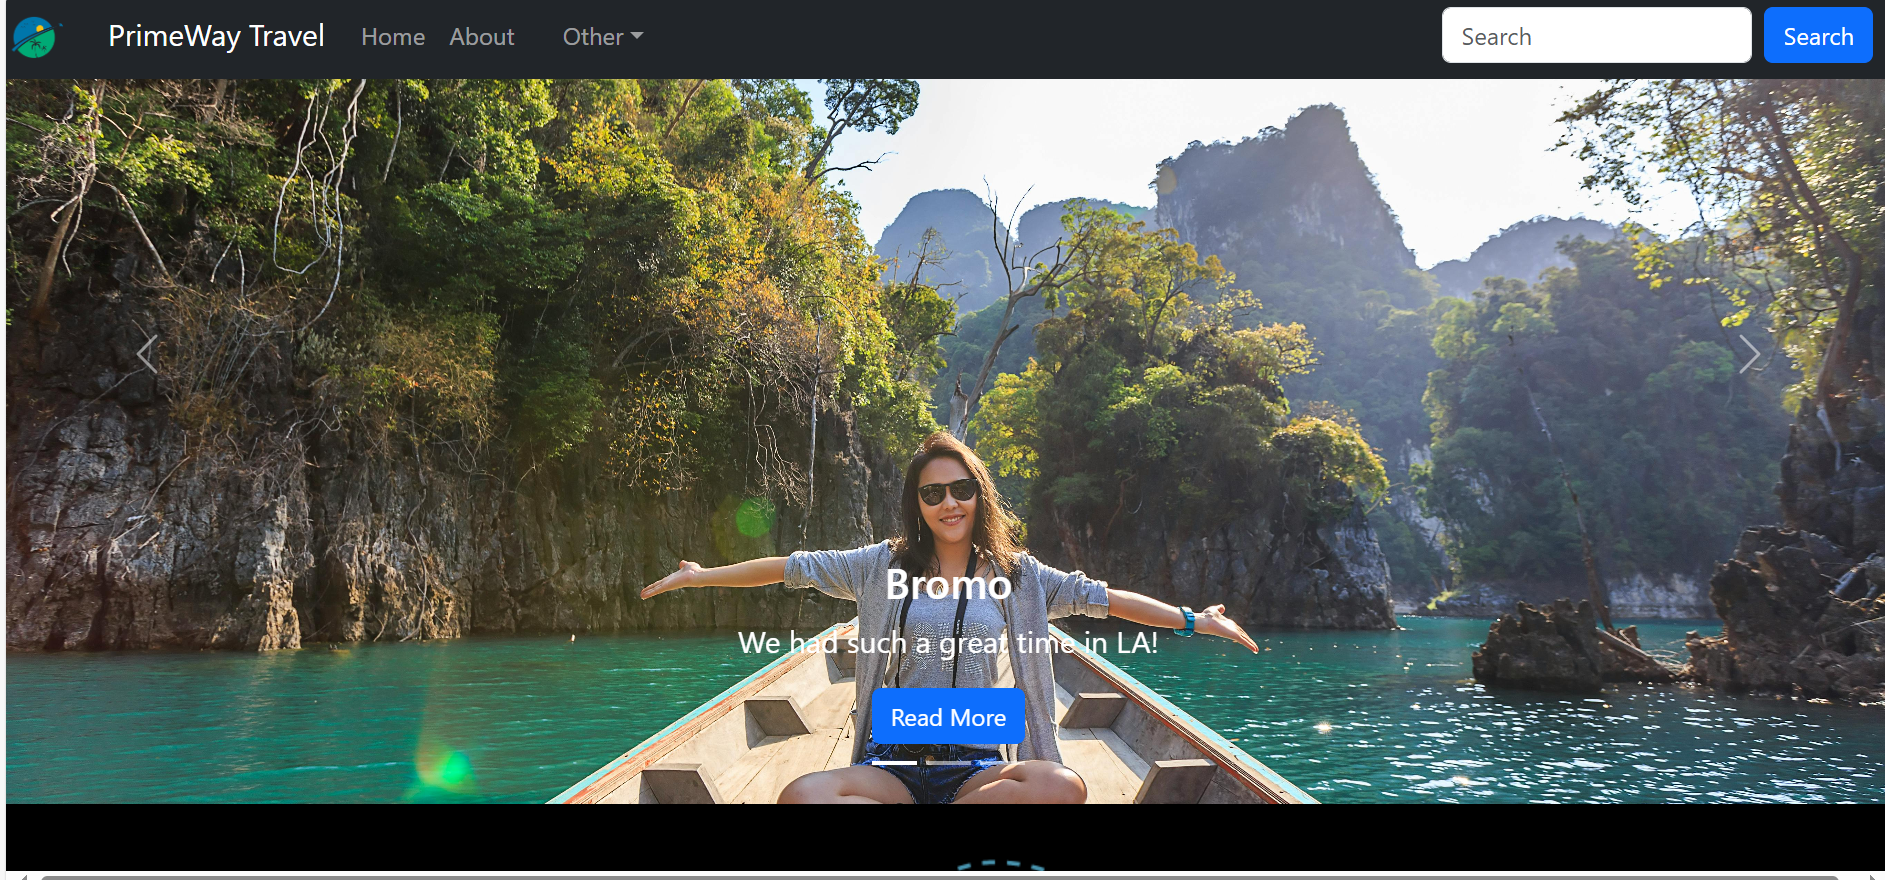 PrimeWay Travel Home About Other Search Search
Bromo
We had such a great time in LA!
Read More